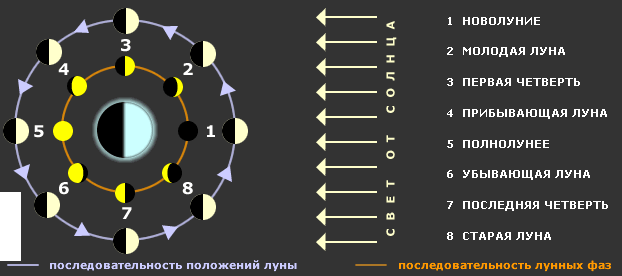 3
4
2
5
1
6
8
7
СВЕТ ОТ СОЛНЦА
1 НОВОЛУНИЕ
2 МОЛОДАЯ ЛУНА
3 ПЕРВАЯ ЧЕТВЕРТЬ
4 ПРИБЫВАЮЩАЯ ЛУНА
5 ПОЛНОЛУНЕЕ
6 УБЫВАЮЩАЯ ЛУНА
7 ПОСЛЕДНЯЯ ЧЕТВЕРТЬ
8 СТАРАЯ ЛУНА
последовательность положений луны
последовательность лунных фаз